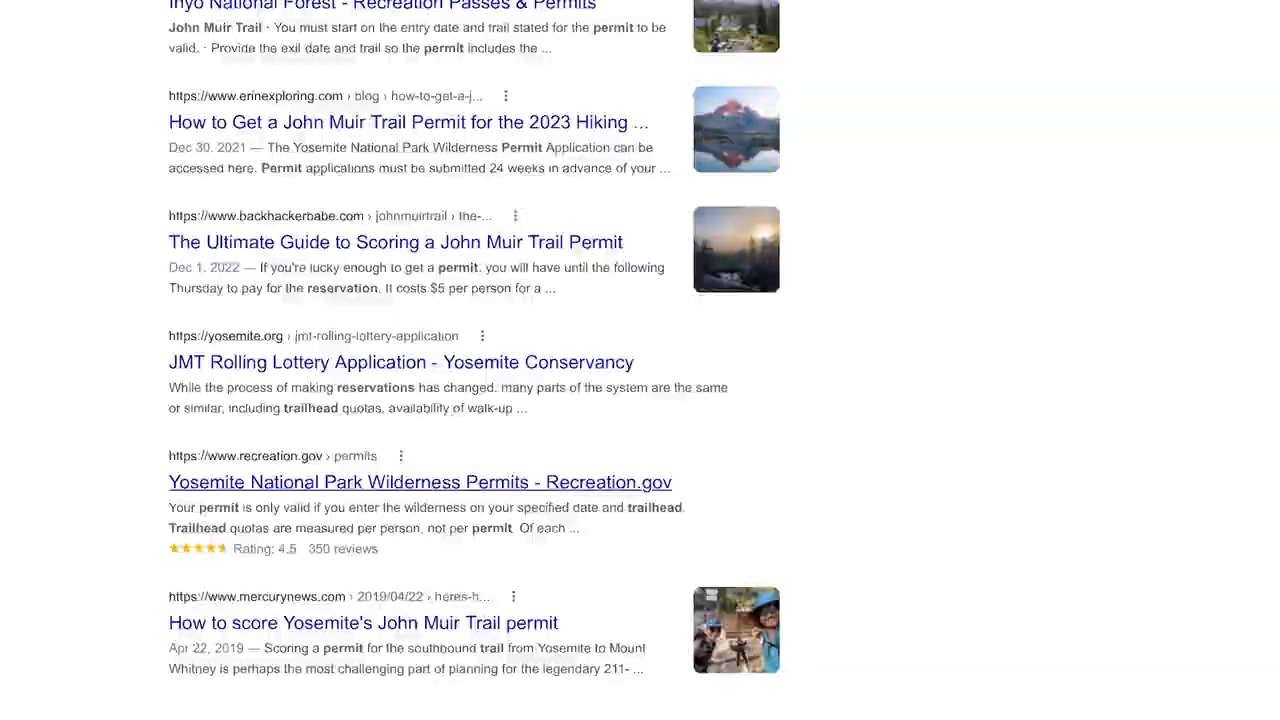 Inyo National Forest - Recreation Passes & Permits
John Muir Trail · You must start on the entry date and trail stated for the permit to be
valid. · Provide the exit date and trail so the permit includes the ...
https://www.erinexploring.com › blog › how-to-get-a-j...
How to Get a John Muir Trail Permit for the 2023 Hiking ...
Dec 30, 2021 — The Yosemite National Park Wilderness Permit Application can be
accessed here. Permit applications must be submitted 24 weeks in advance of your ...
https://www.backhackerbabe.com › johnmuirtrail › the-...
The Ultimate Guide to Scoring a John Muir Trail Permit
Dec 1, 2022 — If you're lucky enough to get a permit, you will have until the following
Thursday to pay for the reservation. It costs $5 per person for a ...
https://yosemite.org › jmt-rolling-lottery-application
JMT Rolling Lottery Application - Yosemite Conservancy
While the process of making reservations has changed, many parts of the system are the same
or similar, including trailhead quotas, availability of walk-up ...
https://www.recreation.gov › permits
Yosemite National Park Wilderness Permits - Recreation.gov
Your permit is only valid if you enter the wilderness on your specified date and trailhead.
Trailhead quotas are measured per person, not per permit. Of each ...
Rating: 4.5 350 reviews
https://www.mercurynews.com › 2019/04/22 › heres-h...
How to score Yosemite's John Muir Trail permit
Apr 22, 2019 — Scoring a permit for the southbound trail from Yosemite to Mount
Whitney is perhaps the most challenging part of planning for the legendary 211- ...